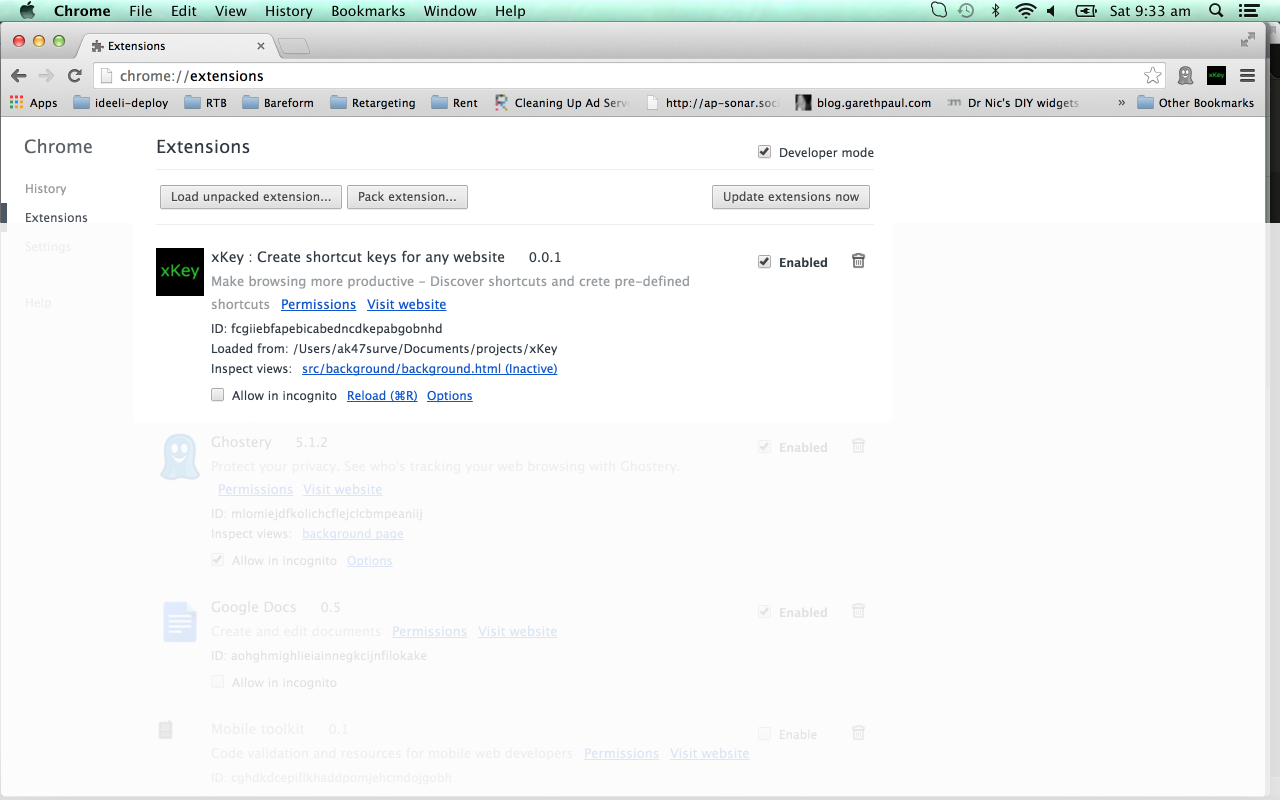 Chrome File Edit View History Bookmarks Window Help Sat 9:33 am
Extensions
chrome://extensions xKey
Apps ideeli-deploy RTB Bareform Retargeting Rent Cleaning Up Ad Serv http://ap-sonar.soc blog.garethpaul.com Dr Nic's DIY widgets » Other Bookmarks
Chrome Extensions Developer mode
History Load unpacked extension... Pack extension... Update extensions now
Extensions
Settings
xKey xKey : Create shortcut keys for any website 0.0.1 Enabled
Make browsing more productive – Discover shortcuts and crete pre-defined
Help shortcuts Permissions Visit website
ID: fcgiiebfapebicabedncdkepabgobnhd
Loaded from: /Users/ak47surve/Documents/projects/xKey
Inspect views: src/background/background.html (Inactive)
Allow in incognito Reload (⌘R) Options
Ghostery 5.1.2 Enabled
Protect your privacy. See who's tracking your web browsing with Ghostery.
Permissions Visit website
ID: mlomiejdfkolichcflejclcbmpeaniij
Inspect views: background page
Allow in incognito Options
Google Docs 0.5 Enabled
Create and edit documents Permissions Visit website
ID: aohghmighlieiainnegkcijnfilokake
Allow in incognito
Mobile toolkit 0.1 Enable
Code validation and resources for mobile web developers Permissions Visit website
ID: cghdkdcepiflkhaddpomjehcmdojgobh